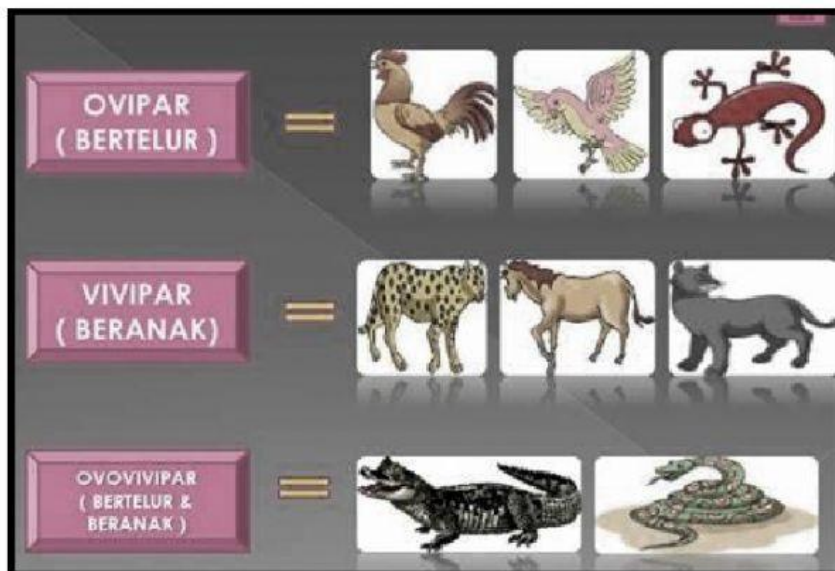 OVIPAR
( BERTELUR )
=
VIVIPAR
( BERANAK)
=
OVOVIVIPAR
( BERTELUR &
BERANAK )
=